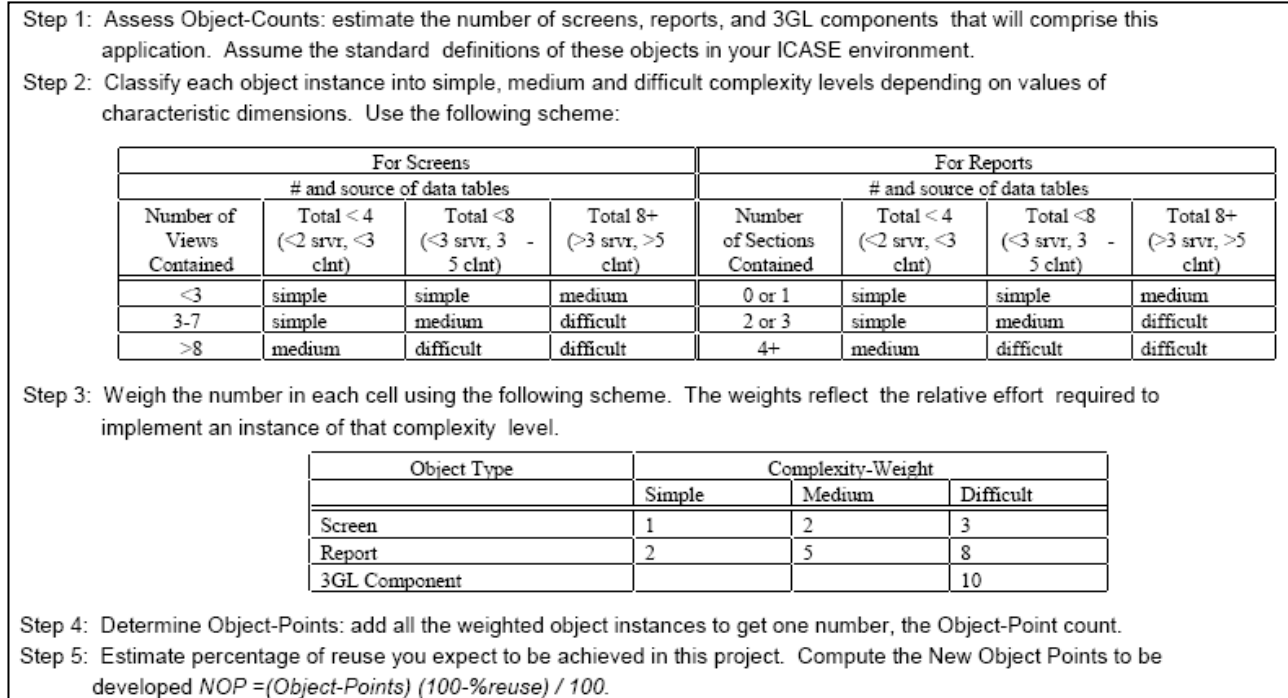 Step 1: Assess Object-Counts: estimate the number of screens, reports, and 3GL components that will comprise this
application. Assume the standard definitions of these objects in your ICASE environment.
Step 2: Classify each object instance into simple, medium and difficult complexity levels depending on values of
characteristic dimensions. Use the following scheme:
For Screens For Reports
# and source of data tables # and source of data tables
Number of Total < 4 Total <8 Total 8+ Number Total < 4 Total <8 Total 8+
Views (<2 srvr, <3 (<3 srvr, 3 - (>3 srvr, >5 of Sections (<2 srvr, <3 (<3 srvr, 3 - (>3 srvr, >5
Contained clnt) 5 clnt) clnt) Contained clnt) 5 clnt) clnt)
<3 simple simple medium 0 or 1 simple simple medium
3-7 simple medium difficult 2 or 3 simple medium difficult
>8 medium difficult difficult 4+ medium difficult difficult
Step 3: Weigh the number in each cell using the following scheme. The weights reflect the relative effort required to
implement an instance of that complexity level.
Object Type Complexity-Weight
Simple Medium Difficult
Screen 1 2 3
Report 2 5 8
3GL Component 10
Step 4: Determine Object-Points: add all the weighted object instances to get one number, the Object-Point count.
Step 5: Estimate percentage of reuse you expect to be achieved in this project. Compute the New Object Points to be
developed NOP =(Object-Points) (100-%reuse) / 100.